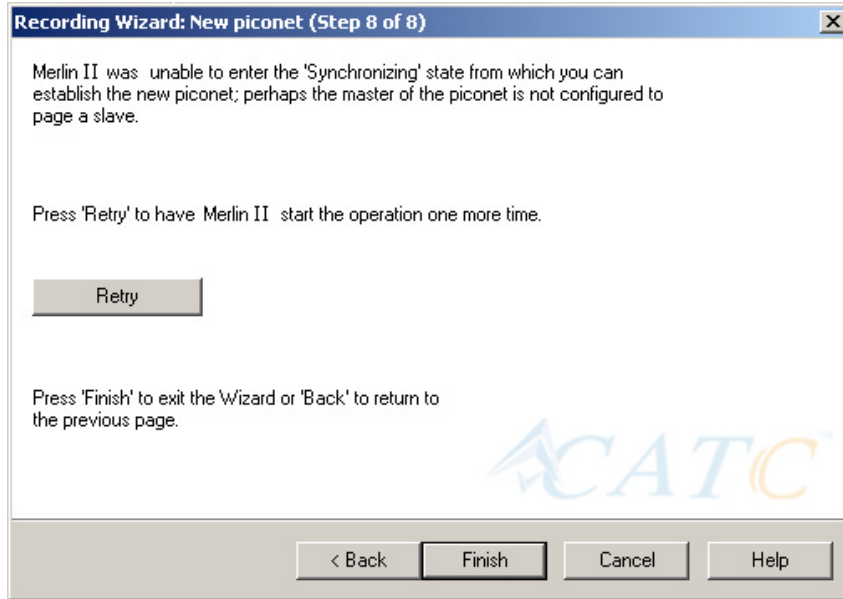 Recording Wizard: New piconet (Step 8 of 8)
Merlin II was unable to enter the 'Synchronizing' state from which you can
establish the new piconet; perhaps the master of the piconet is not configured to
page a slave.
Press 'Retry' to have Merlin II start the operation one more time.
Retry
Press 'Finish' to exit the Wizard or 'Back' to return to
the previous page.
CATC
< Back
Finish
Cancel
Help